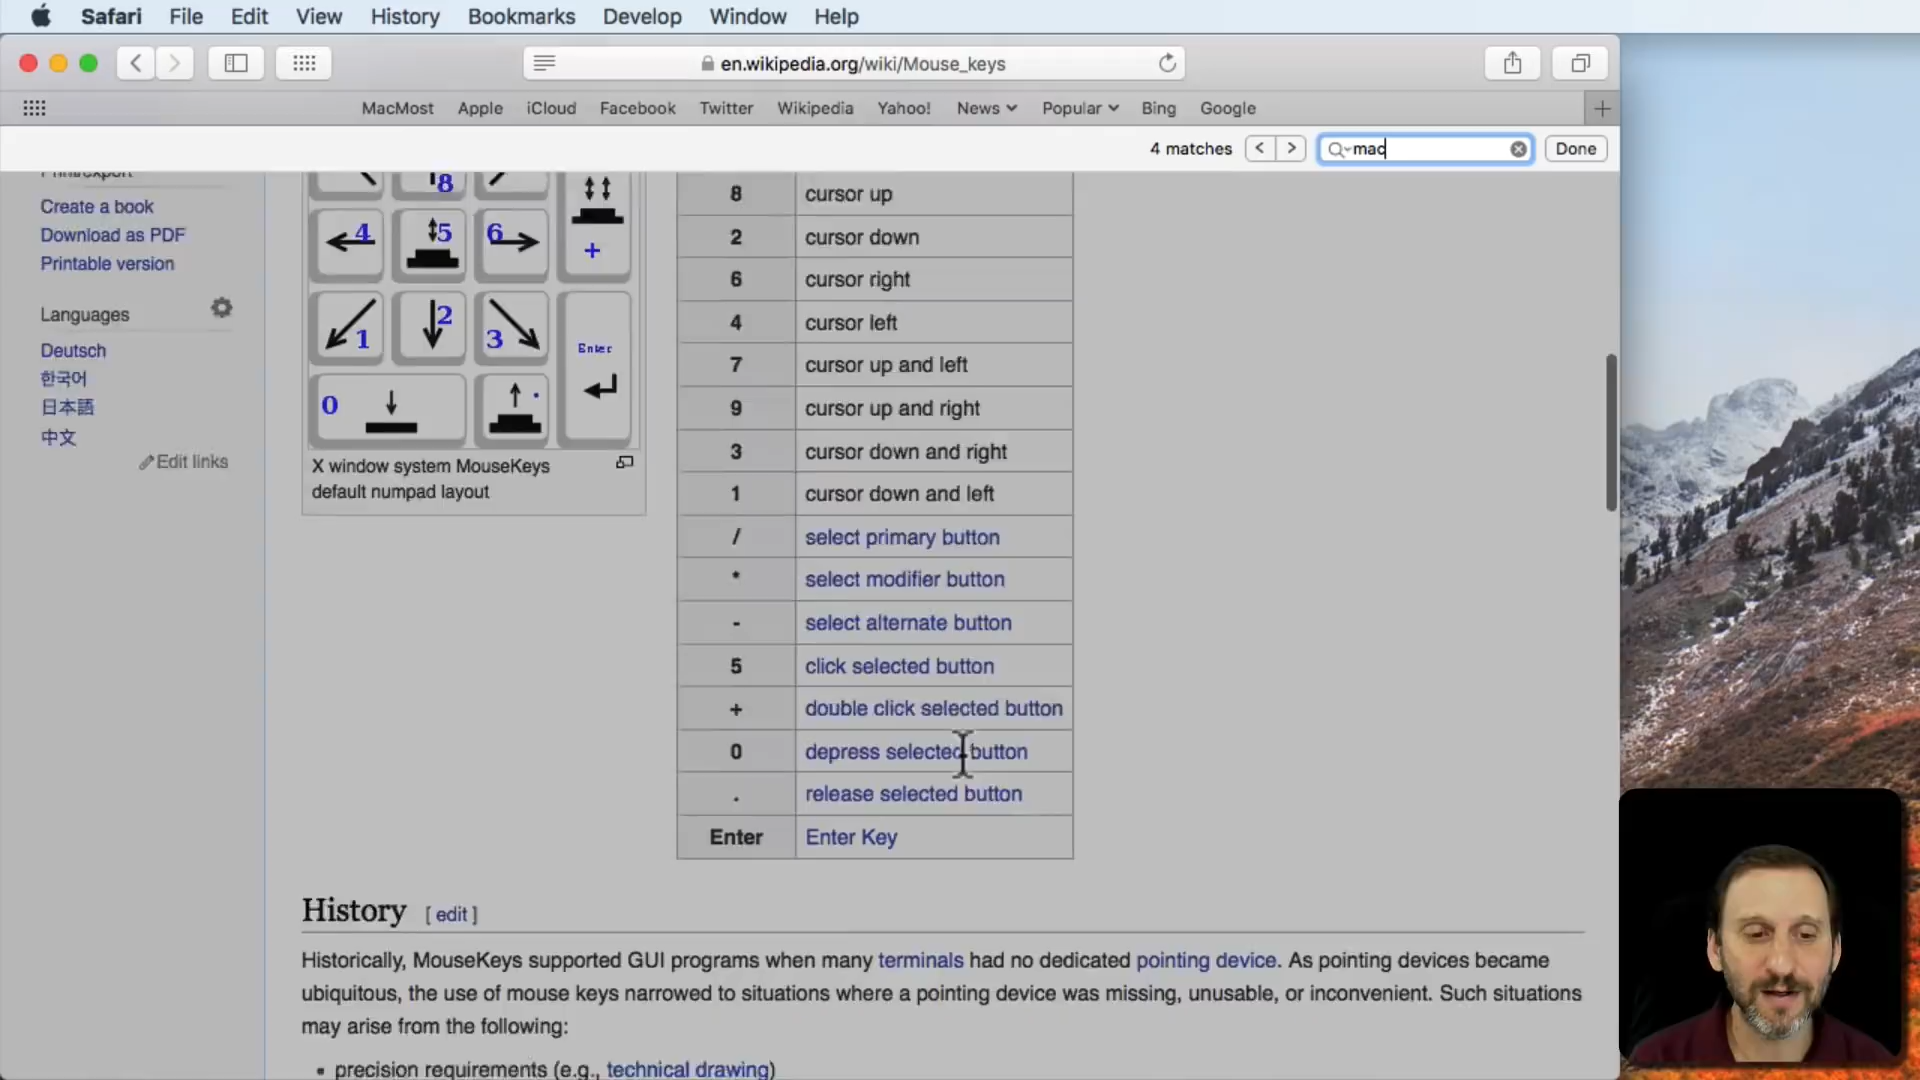 Safari File Edit View History Bookmarks Develop Window Help
en.wikipedia.org/wiki/Mouse_keys
MacMost Apple iCloud Facebook Twitter Wikipedia Yahoo! News Popular Bing Google
4 matches mac Done
Print/export
Create a book
Download as PDF
Printable version
Languages
Deutsch
한국어
日本語
中文
Edit links
8
4 5 6 +
1 2 3 Enter
0 .
X window system MouseKeys
default numpad layout
8 cursor up
2 cursor down
6 cursor right
4 cursor left
7 cursor up and left
9 cursor up and right
3 cursor down and right
1 cursor down and left
/ select primary button
* select modifier button
- select alternate button
5 click selected button
+ double click selected button
0 depress selected button
. release selected button
Enter Enter Key
History [ edit ]
Historically, MouseKeys supported GUI programs when many terminals had no dedicated pointing device. As pointing devices became
ubiquitous, the use of mouse keys narrowed to situations where a pointing device was missing, unusable, or inconvenient. Such situations
may arise from the following:
• precision requirements (e.g., technical drawing)